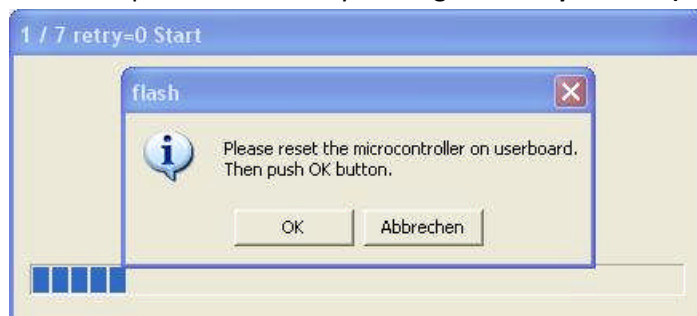 1 / 7 retry=0 Start
flash
Please reset the microcontroller on userboard.
Then push OK button.
OK
Abbrechen